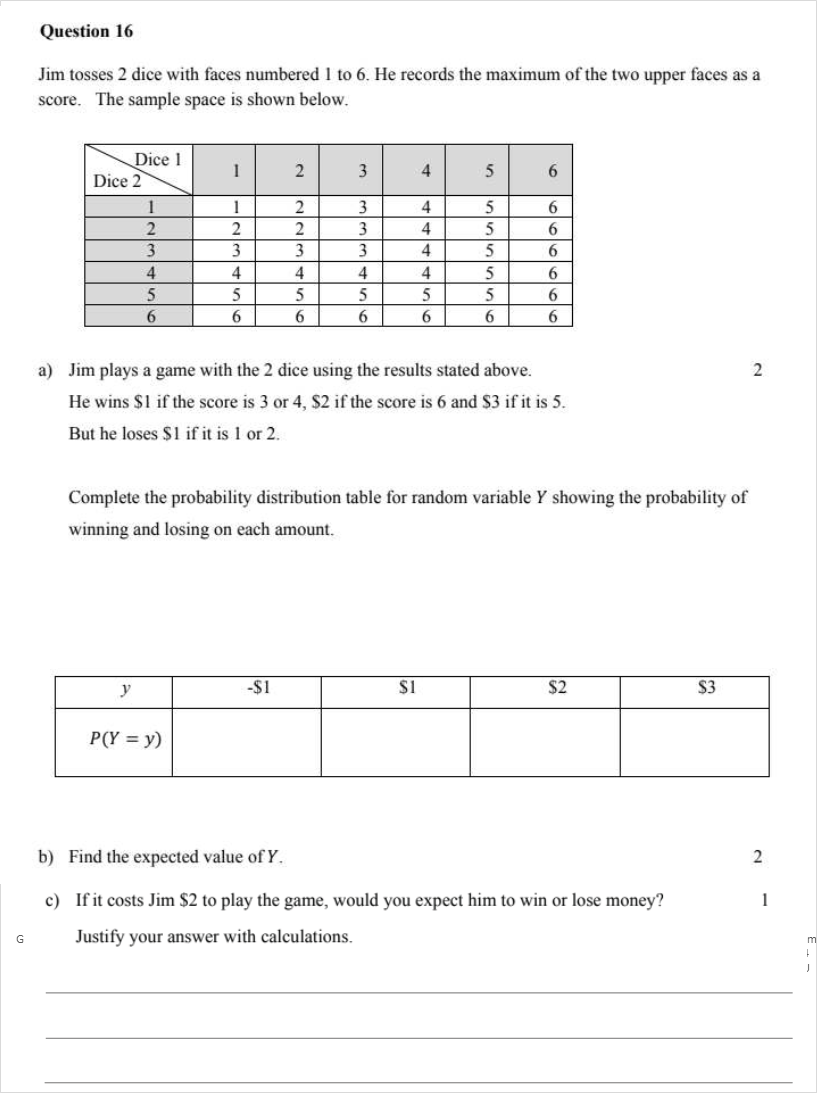 Question 16
Jim tosses 2 dice with faces numbered 1 to 6. He records the maximum of the two upper faces as a
score. The sample space is shown below.
Dice 1
Dice 2
1 2 3 4 5 6
1 1 2 3 4 5 6
2 2 2 3 4 5 6
3 3 3 3 4 5 6
4 4 4 4 4 5 6
5 5 5 5 5 5 6
6 6 6 6 6 6 6
a) Jim plays a game with the 2 dice using the results stated above. 2
He wins $1 if the score is 3 or 4, $2 if the score is 6 and $3 if it is 5.
But he loses $1 if it is 1 or 2.
Complete the probability distribution table for random variable Y showing the probability of
winning and losing on each amount.
y -$1 $1 $2 $3
P(Y = y)
b) Find the expected value of Y. 2
c) If it costs Jim $2 to play the game, would you expect him to win or lose money? 1
G
m
Justify your answer with calculations.